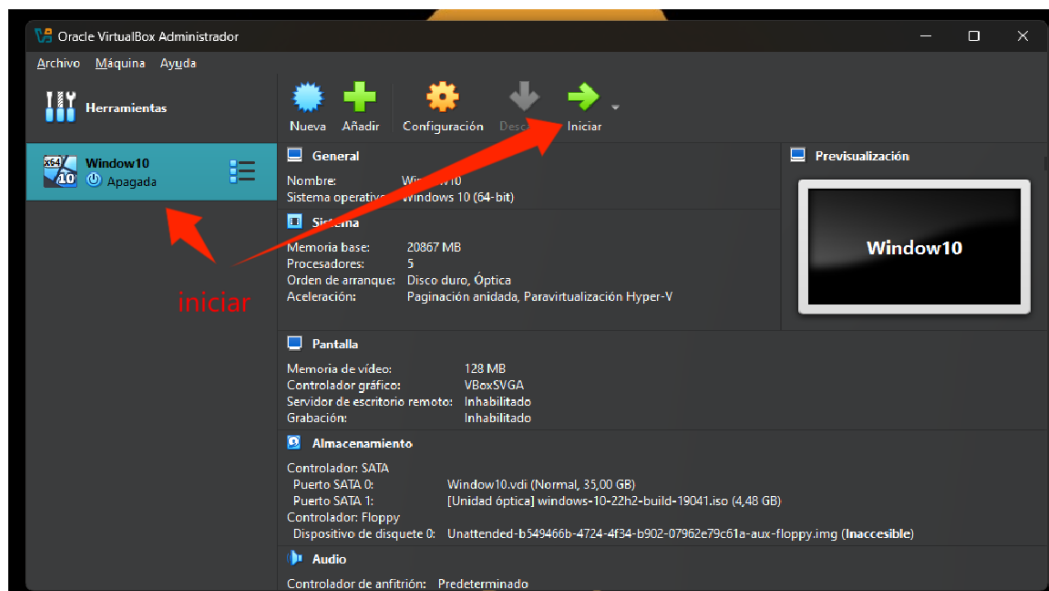 Oracle VirtualBox Administrador
Archivo Máquina Ayuda
Herramientas
Nueva Añadir Configuración Iniciar
Window10
Apagada
x64
10
iniciar
General
Nombre:
Sistema operativo: Windows 10 (64-bit)
Sistema
Memoria base: 20867 MB
Procesadores: 5
Orden de arranque: Disco duro, Óptica
Aceleración: Paginación anidada, Paravirtualización Hyper-V
Previsualización
Window10
Pantalla
Memoria de vídeo: 128 MB
Controlador gráfico: VBoxSVGA
Servidor de escritorio remoto: Inhabilitado
Grabación: Inhabilitado
Almacenamiento
Controlador: SATA
Puerto SATA 0: Window10.vdi (Normal, 35,00 GB)
Puerto SATA 1: [Unidad óptica] windows-10-22h2-build-19041.iso (4,48 GB)
Controlador: Floppy
Dispositivo de disquete 0: Unattended-b549466b-4724-4f34-b902-07962e79c61a-aux-floppy.img (Inaccesible)
Audio
Controlador de anfitrión: Predeterminado